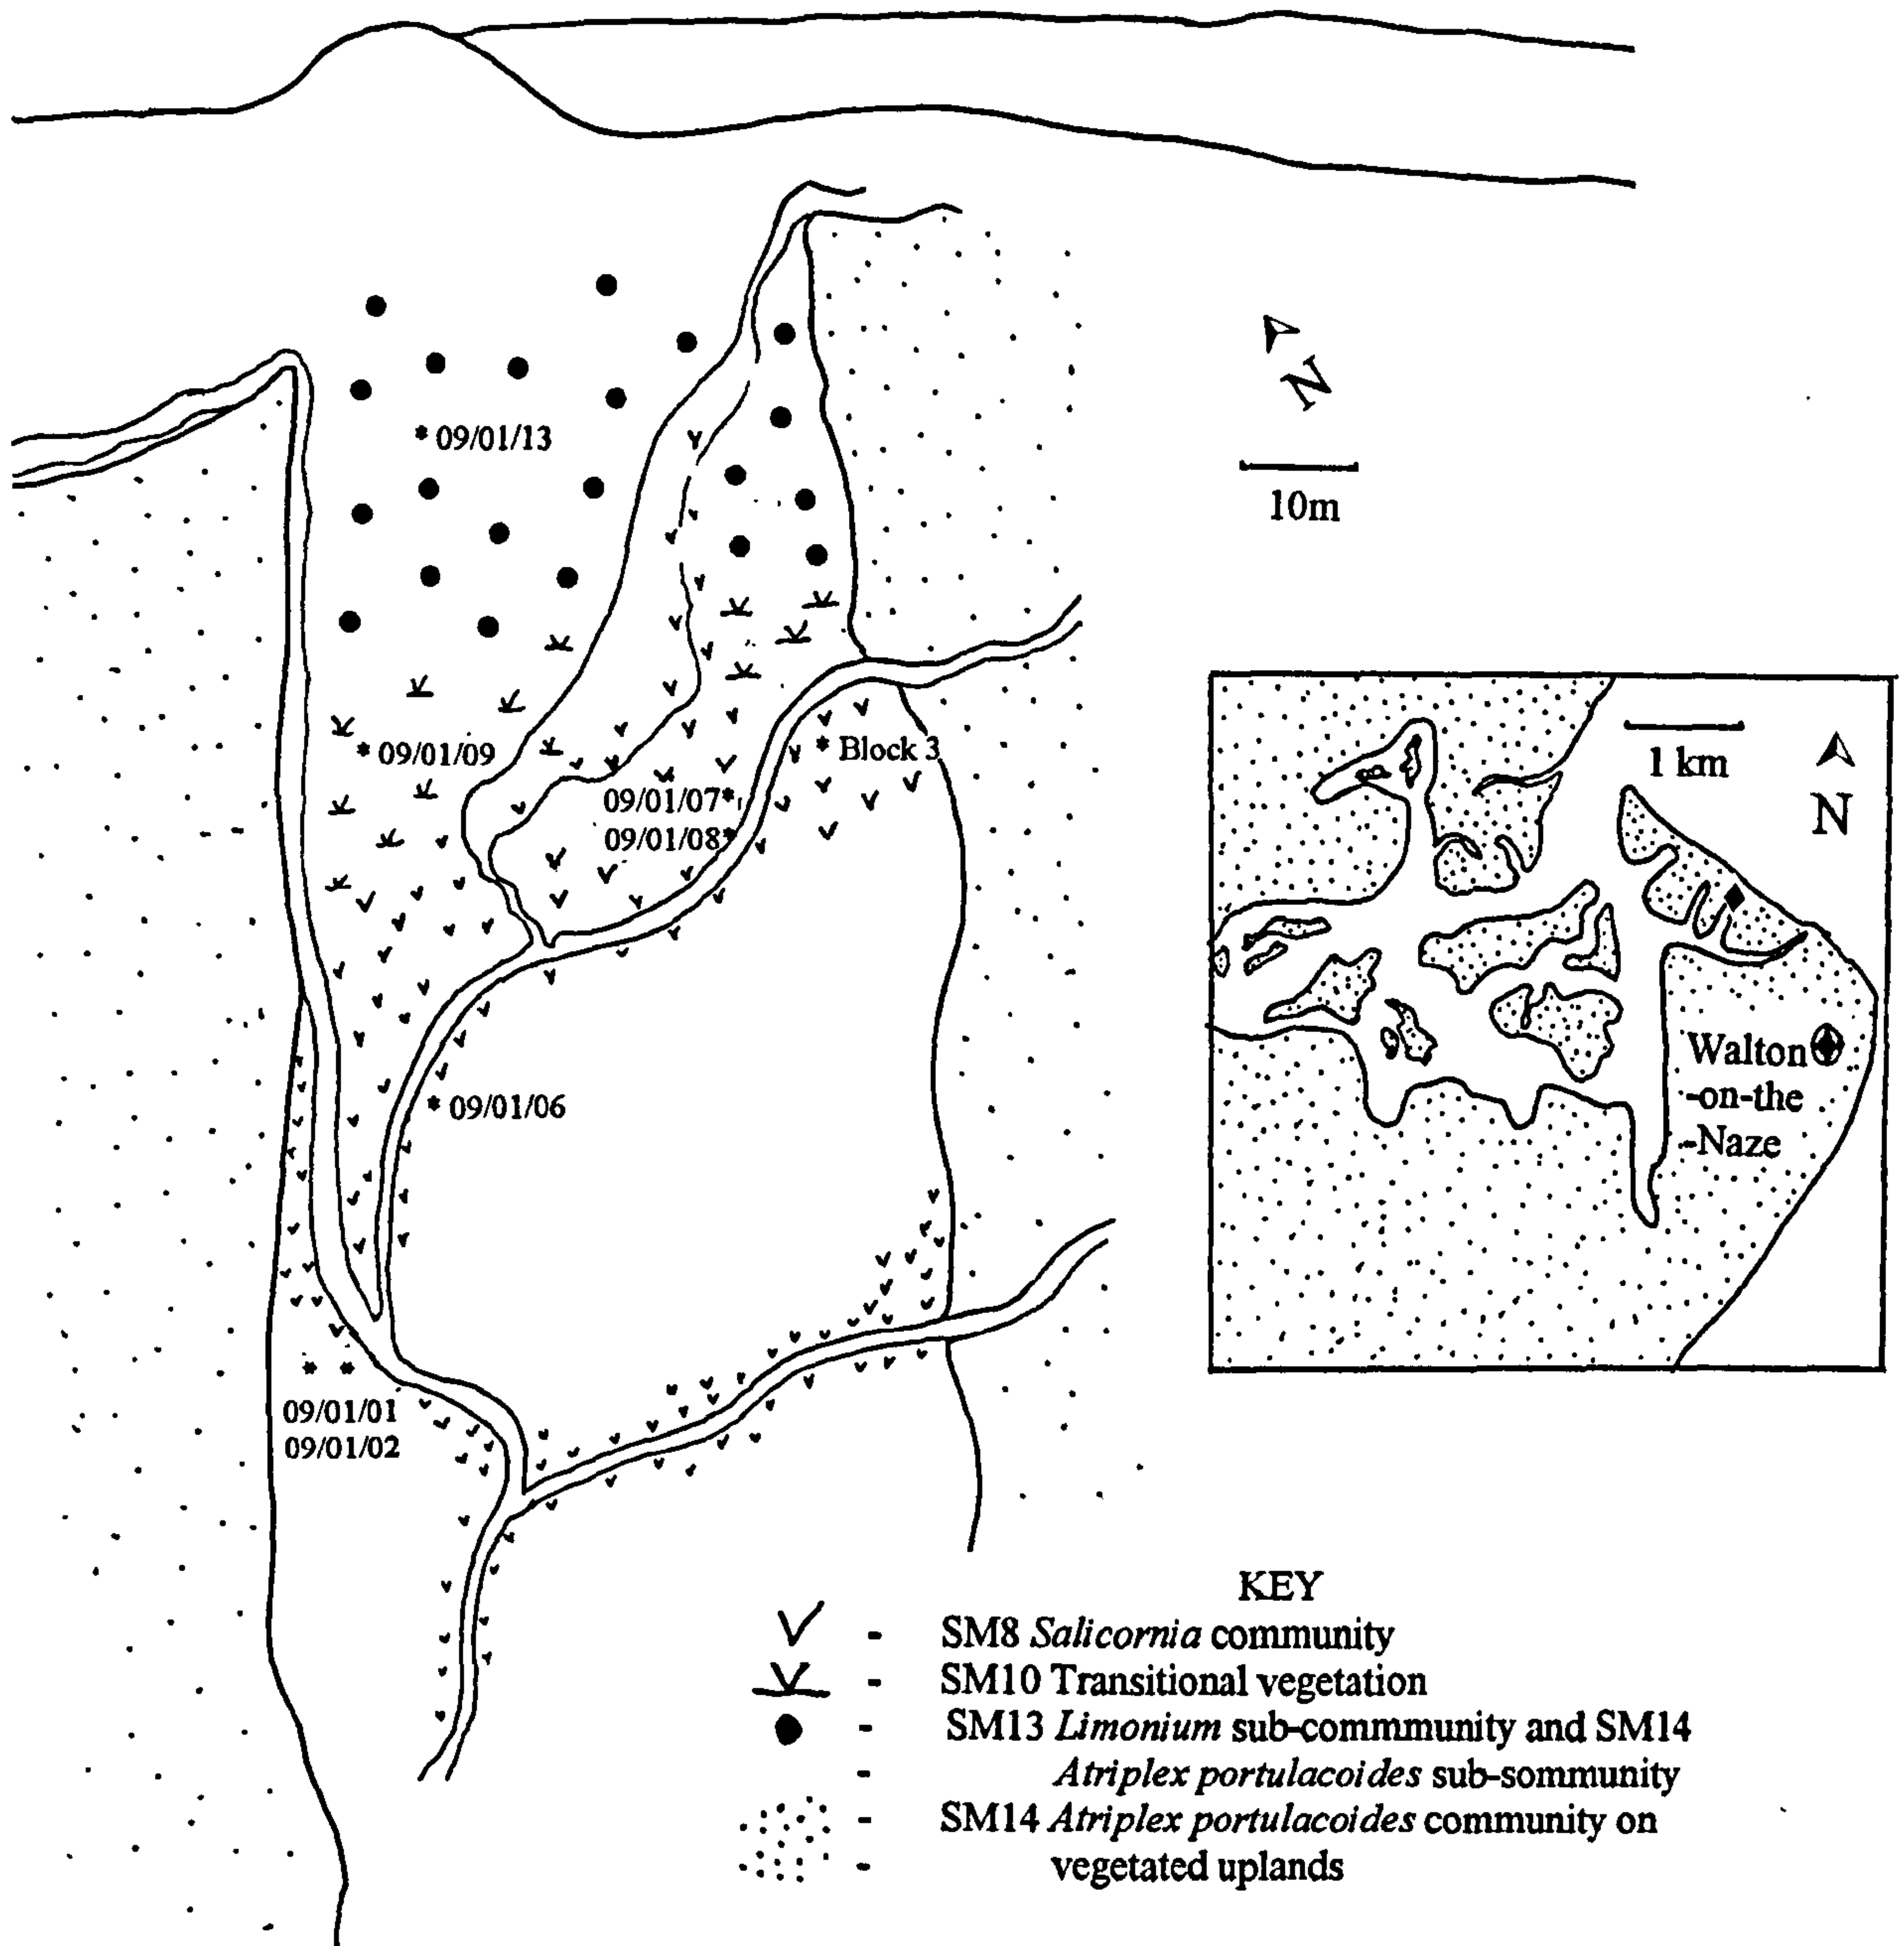 N
10m
* 09/01/13
* 09/01/09
* Block 3
09/01/07*
09/01/08*
* 09/01/06
* *
09/01/01
09/01/02
1 km
N
Walton
-on-the
-Naze
KEY
- SM8 Salicornia community
- SM10 Transitional vegetation
- SM13 Limonium sub-commmunity and SM14
- Atriplex portulacoides sub-sommunity
- SM14 Atriplex portulacoides community on
- vegetated uplands